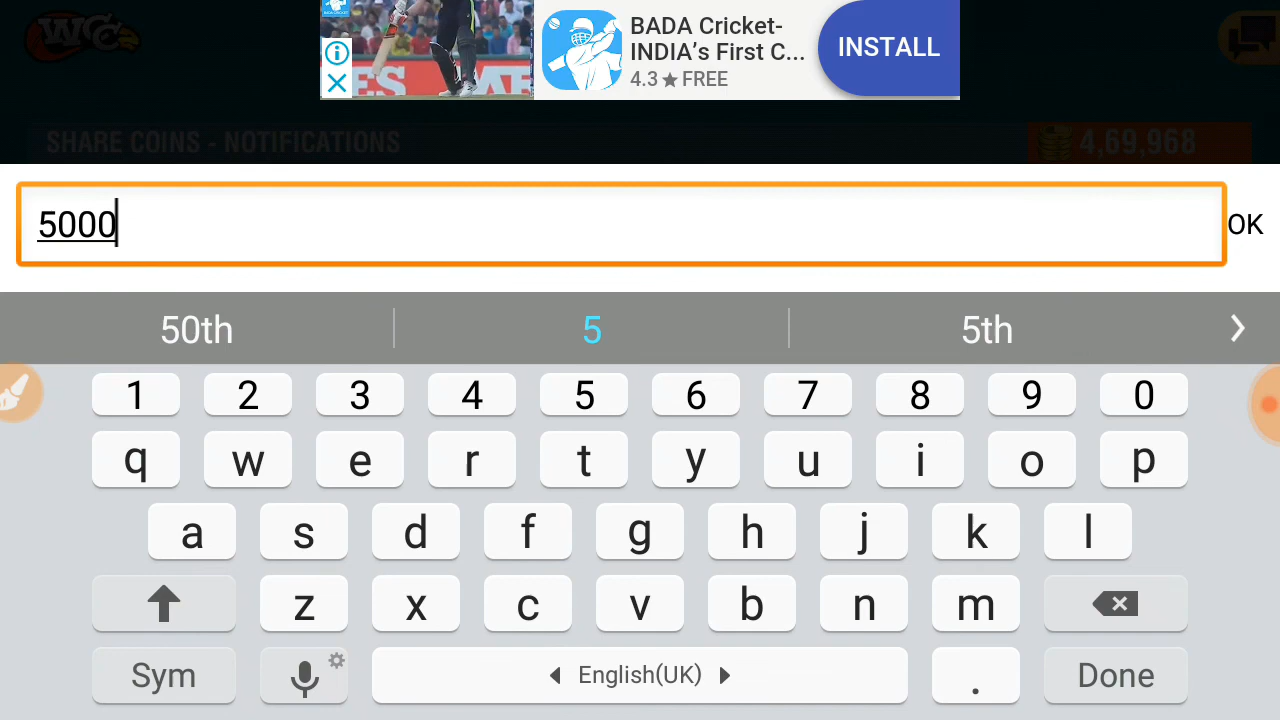 WCC
BADA Cricket-
INDIA’s First C...
4.3 ★ FREE
INSTALL
SHARE COINS - NOTIFICATIONS
4,69,968
5000
OK
50th
5
5th
1 2 3 4 5 6 7 8 9 0
q w e r t y u i o p
a s d f g h j k l
z x c v b n m
Sym
English(UK)
.
Done